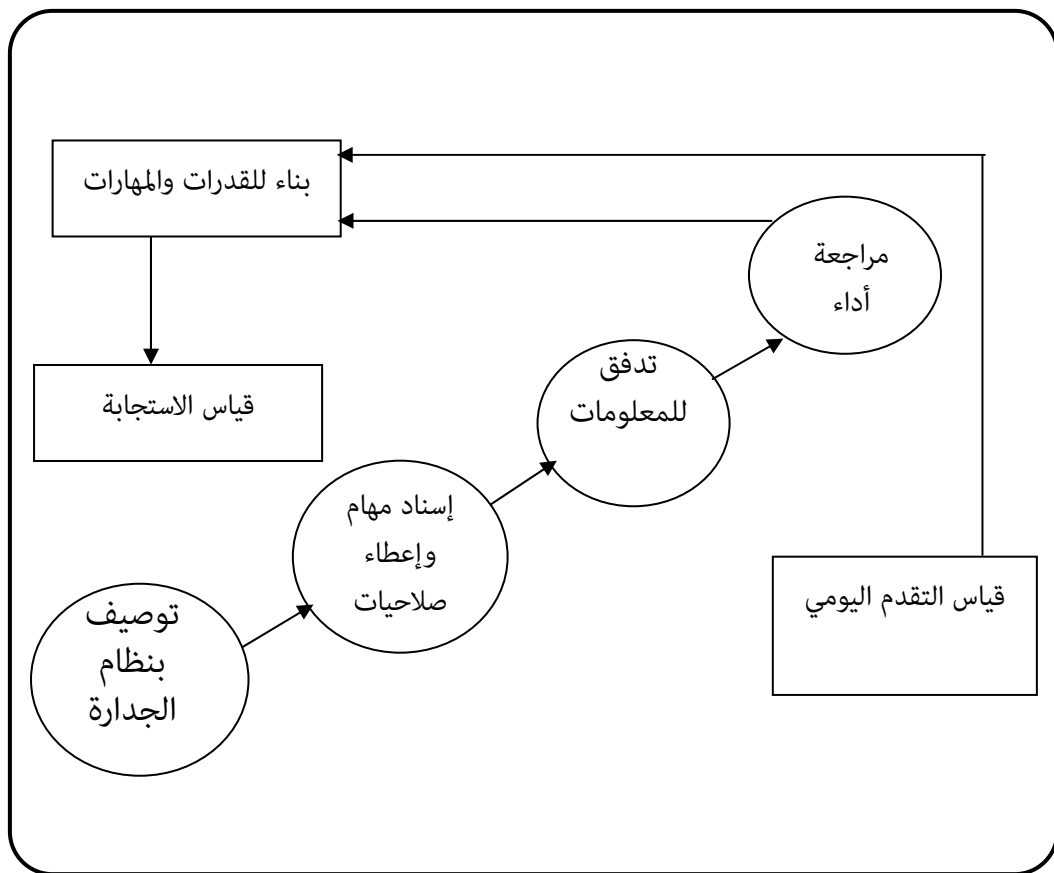 بناء للقدرات والمهارات
مراجعة
أداء
تدفق
للمعلومات
قياس الاستجابة
إسناد مهام
وإعطاء
صلاحيات
قياس التقدم اليومي
توصيف
بنظام
الجدارة